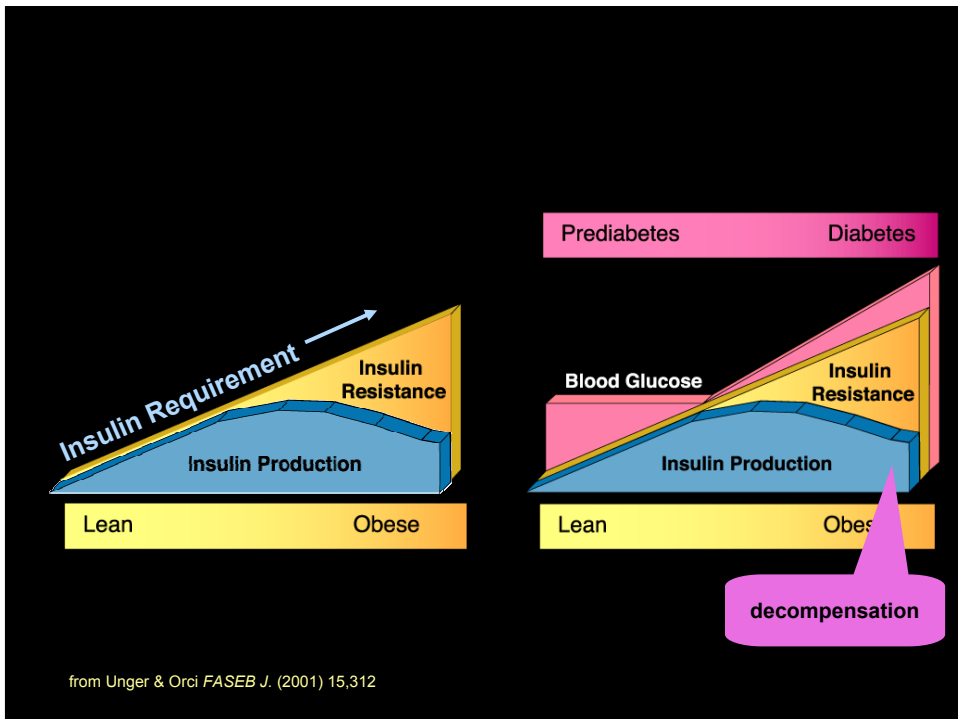 Insulin Requirement
Insulin
Resistance
Insulin Production
Lean Obese
Prediabetes Diabetes
Blood Glucose
Insulin
Resistance
Insulin Production
Lean Obes
decompensation
from Unger & Orci FASEB J. (2001) 15,312